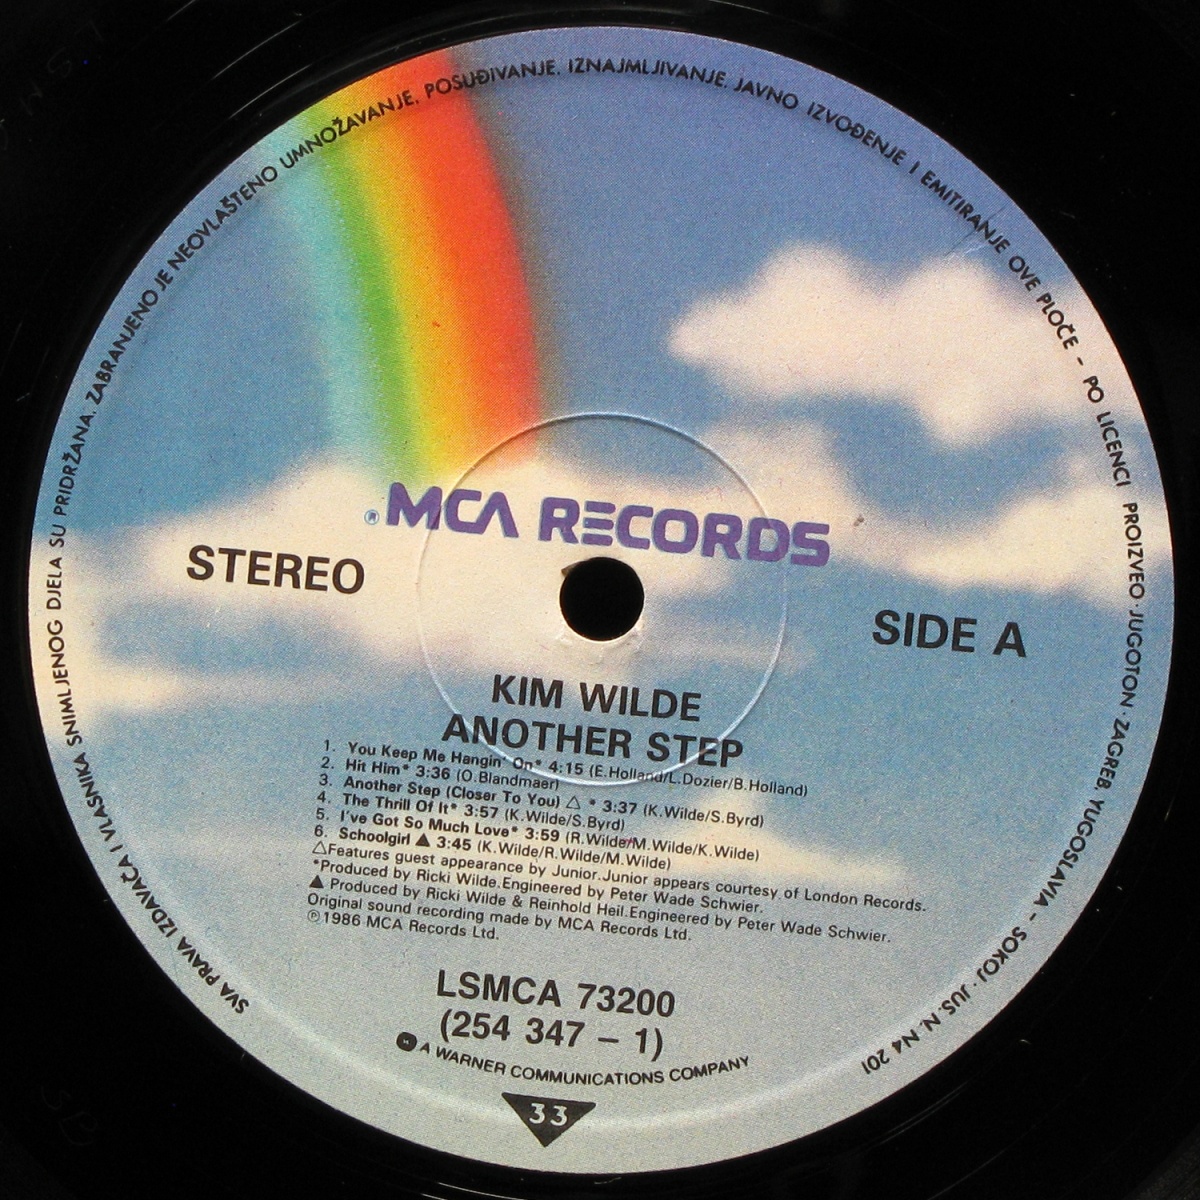 SVA PRAVA IZDAVAČA I VLASNIKA SNIMLJENOG DJELA SU PRIDRŽANA. ZABRANJENO JE NEOVLAŠTENO UMNOŽAVANJE, POSUĐIVANJE, IZNAJMLJIVANJE, JAVNO IZVOĐENJE I EMITIRANJE OVE PLOČE - PO LICENCI PROIZVEO · JUGOTON · ZAGREB, YUGOSLAVIA - SOKOJ · JUS. N. N4 201
® MCA RECORDS
STEREO
SIDE A
KIM WILDE
ANOTHER STEP
1. You Keep Me Hangin' On* 4:15 (E.Holland/L.Dozier/B.Holland)
2. Hit Him* 3:36 (O.Blandmaer)
3. Another Step (Closer To You) △ * 3:37 (K.Wilde/S.Byrd)
4. The Thrill Of It* 3:57 (K.Wilde/S.Byrd)
5. I've Got So Much Love* 3:59 (R.Wilde/M.Wilde/K.Wilde)
6. Schoolgirl ▲ 3:45 (K.Wilde/R.Wilde/M.Wilde)
△Features guest appearance by Junior.Junior appears courtesy of London Records.
*Produced by Ricki Wilde.Engineered by Peter Wade Schwier.
▲ Produced by Ricki Wilde & Reinhold Heil.Engineered by Peter Wade Schwier.
Original sound recording made by MCA Records Ltd.
℗1986 MCA Records Ltd.
LSMCA 73200
(254 347 – 1)
A WARNER COMMUNICATIONS COMPANY
33